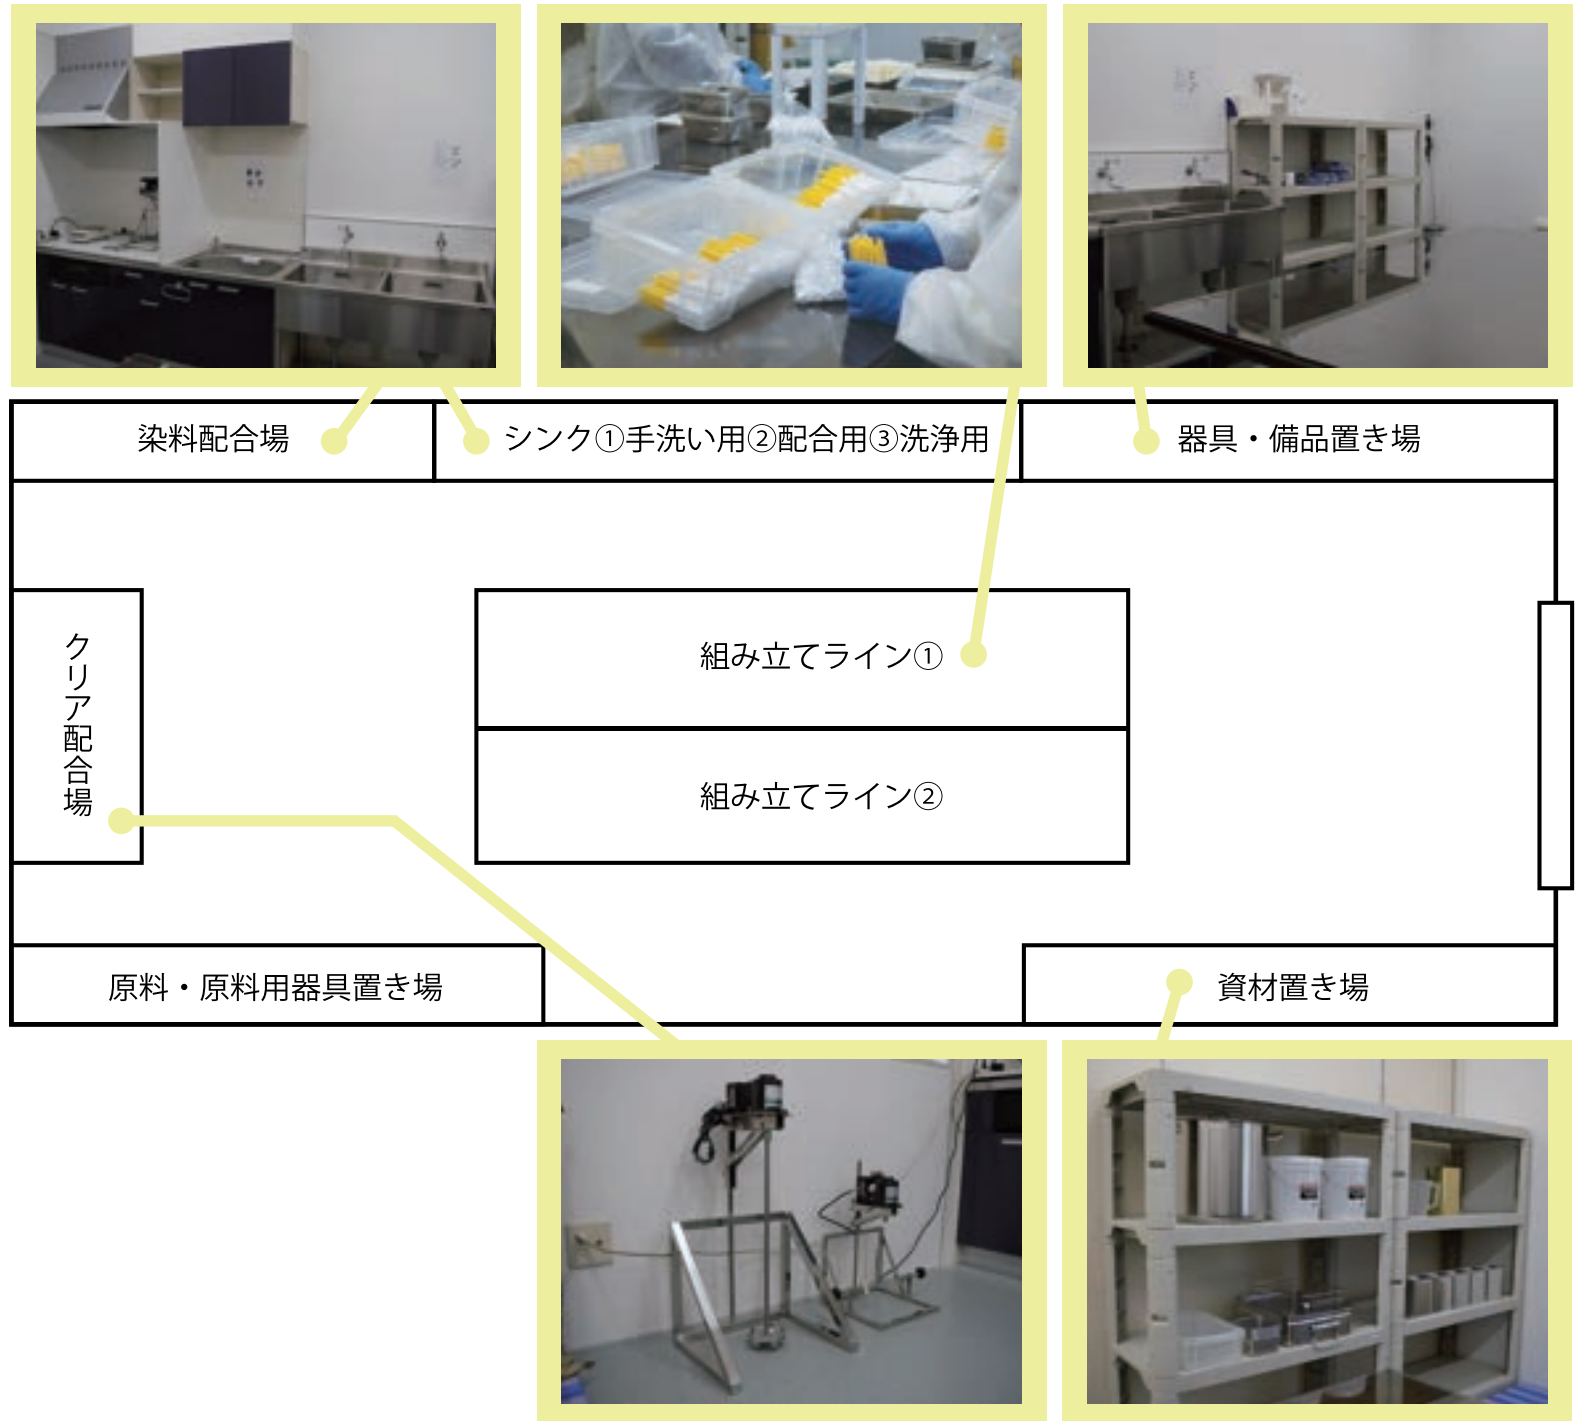 染料配合場
シンク①手洗い用②配合用③洗浄用
器具・備品置き場
クリア配合場
組み立てライン①
組み立てライン②
原料・原料用器具置き場
資材置き場